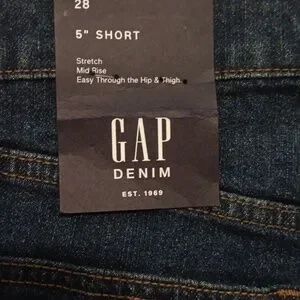 28
5" SHORT
Stretch
Mid Rise
Easy Through the Hip & Thigh
GAP
DENIM
EST. 1969